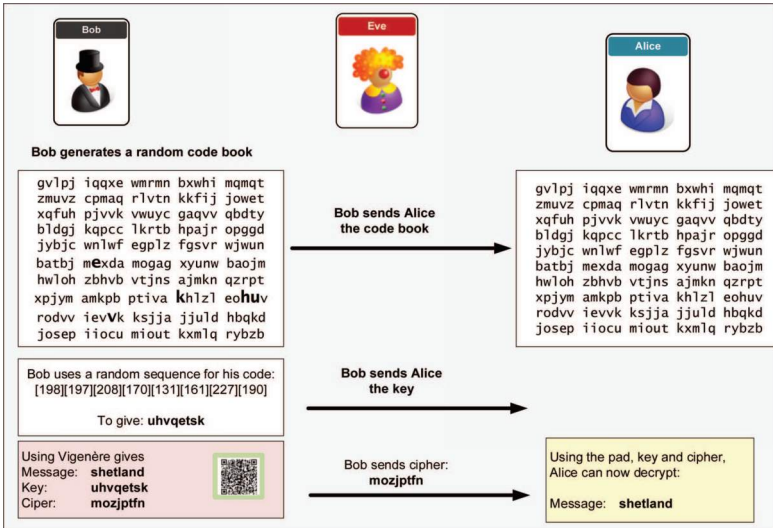 Bob
Eve
Alice
Bob generates a random code book
gvlpj iqqxe wmrmn bxwhi mqmqt
zmuvz cpmaq rlvtn kkfij jowet
xqfuh pjvvk vwuyc gaqvv qbdty
bldgj kqpcc lkrtb hpajr opggd
jybjc wnlwf egplz fgsvr wjwun
batbj mexda mogag xyunw baojm
hwloh zbhvb vtjns ajmkn qzrpt
xpjym amkpb ptiva khlzl eohuv
rodvv ievvk ksjja jjuld hbqkd
josep iiocu miout kxmlq rybzb
Bob sends Alice
the code book
gvlpj iqqxe wmrmn bxwhi mqmqt
zmuvz cpmaq rlvtn kkfij jowet
xqfuh pjvvk vwuyc gaqvv qbdty
bldgj kqpcc lkrtb hpajr opggd
jybjc wnlwf egplz fgsvr wjwun
batbj mexda mogag xyunw baojm
hwloh zbhvb vtjns ajmkn qzrpt
xpjym amkpb ptiva khlzl eohuv
rodvv ievvk ksjja jjuld hbqkd
josep iiocu miout kxmlq rybzb
Bob uses a random sequence for his code:
[198][197][208][170][131][161][227][190]
To give: uhvqetsk
Bob sends Alice
the key
Using Vigenère gives
Message: shetland
Key: uhvqetsk
Ciper: mozjptfn
Bob sends cipher:
mozjptfn
Using the pad, key and cipher,
Alice can now decrypt:
Message: shetland